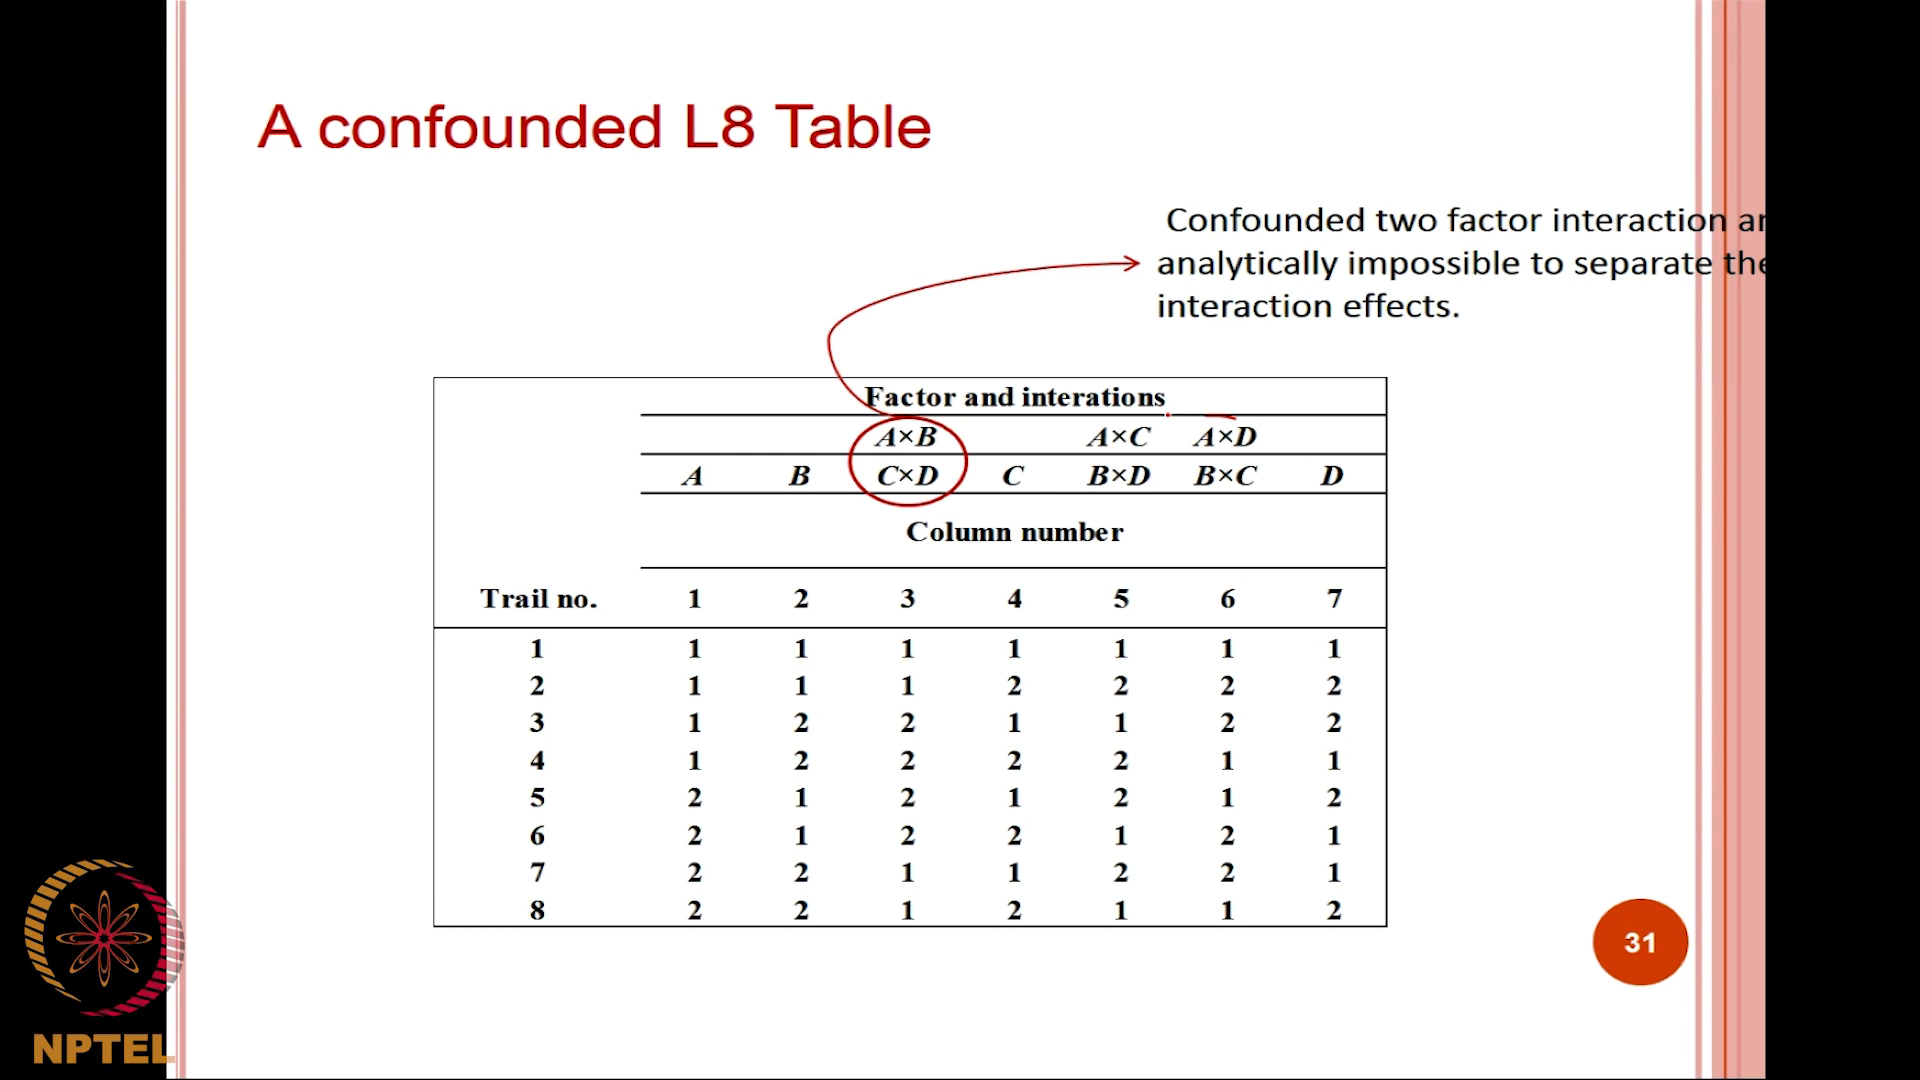 A confounded L8 Table
Confounded two factor interaction ar
analytically impossible to separate the
interaction effects.
Factor and interations
A×B A×C A×D
A B C×D C B×D B×C D
Column number
Trail no. 1 2 3 4 5 6 7
1 1 1 1 1 1 1 1
2 1 1 1 2 2 2 2
3 1 2 2 1 1 2 2
4 1 2 2 2 2 1 1
5 2 1 2 1 2 1 2
6 2 1 2 2 1 2 1
7 2 2 1 1 2 2 1
8 2 2 1 2 1 1 2
31
NPTEL